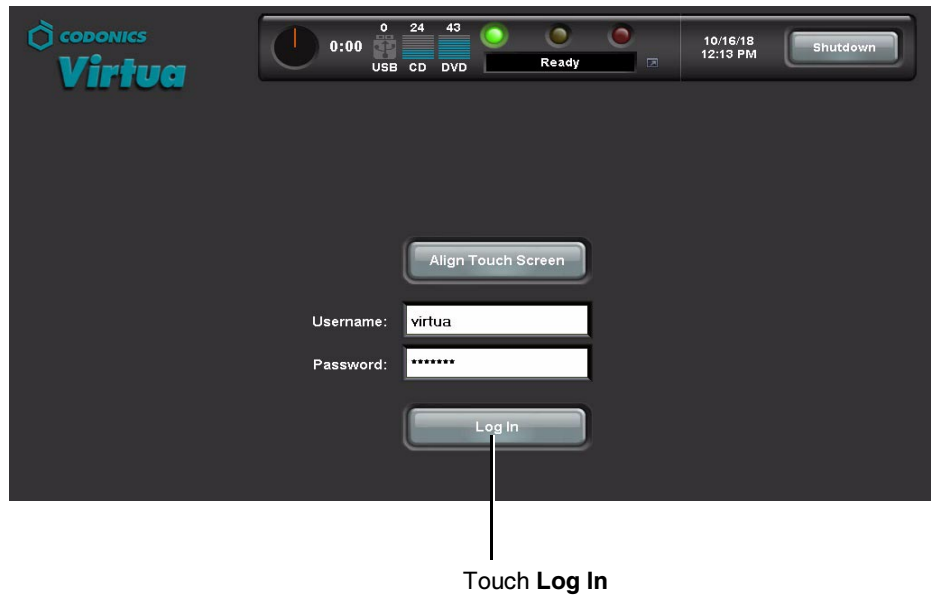 CODONICS
Virtua
0:00
0 24 43
USB CD DVD
Ready
10/16/18
12:13 PM
Shutdown
Align Touch Screen
Username: virtua
Password: *******
Log In
Touch Log In